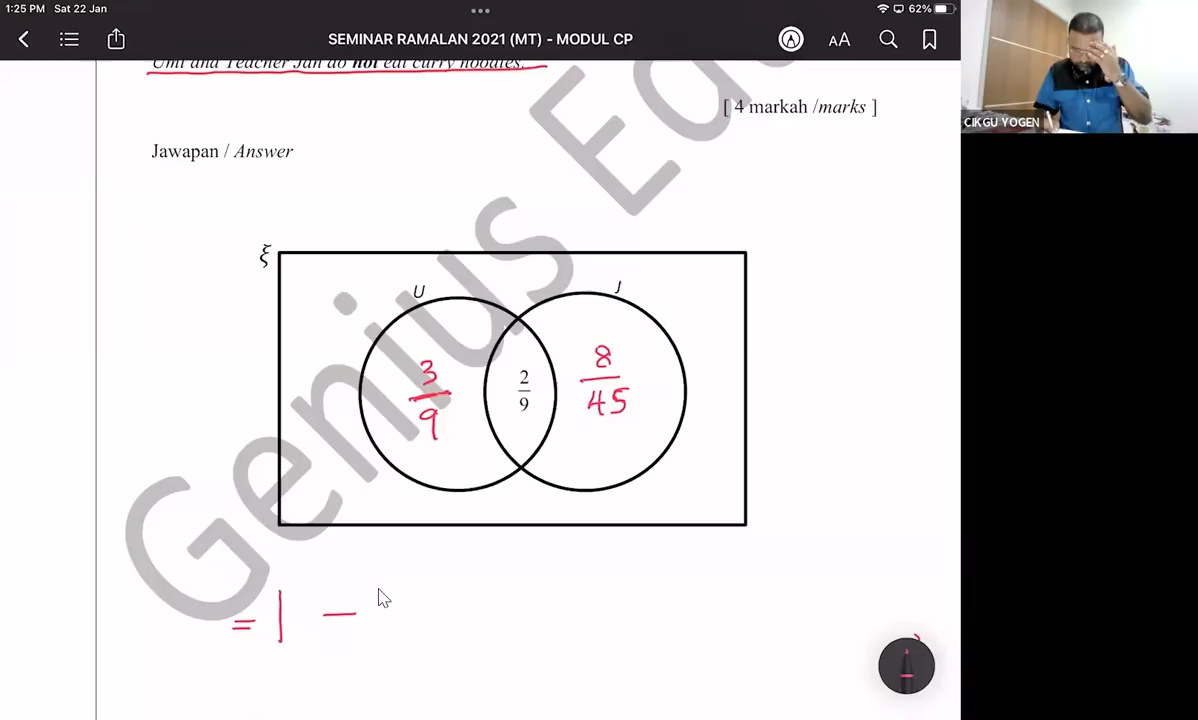 1:25 PM Sat 22 Jan
62%
SEMINAR RAMALAN 2021 (MT) - MODUL CP
AA
CIKGU YOGEN
Umi and Teacher Jan do not eat curry noodles.
[ 4 markah /marks ]
Jawapan / Answer
ξ
U
J
3
9
2
9
8
45
= 1 −
Genius Ed